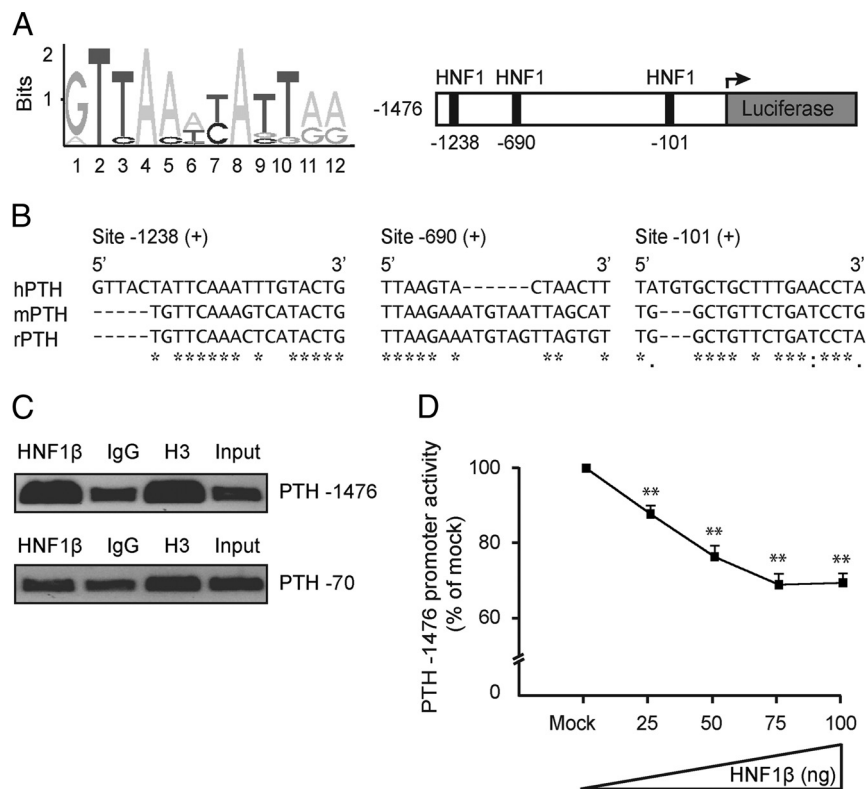 A
2
1
Bits
GTTAAATATTAA
ACCTCCCGGG
1 2 3 4 5 6 7 8 9 10 11 12
HNF1 HNF1 HNF1
-1476
Luciferase
-1238 -690 -101
B
Site -1238 (+) Site -690 (+) Site -101 (+)
5’ 3’ 5’ 3’ 5’ 3’
hPTH GTTACTATTCAAATTTGTACTG TTAAGTA------CTAACTT TATGTGCTGCTTTGAACCTA
mPTH -----TGTTCAAAGTCATACTG TTAAGAAATGTAATTAGCAT TG---GCTGTTCTGATCCTG
rPTH -----TGTTCAAACTCATACTG TTAAGAAATGTAGTTAGTGT TG---GCTGTTCTGATCCTA
* ****** * ***** ***** * ** * *. **** * ***:***.
C
HNF1β IgG H3 Input
PTH -1476
HNF1β IgG H3 Input
PTH -70
D
PTH -1476 promoter activity
(% of mock)
100
80
60
0
** ** ** **
Mock 25 50 75 100
HNF1β (ng)